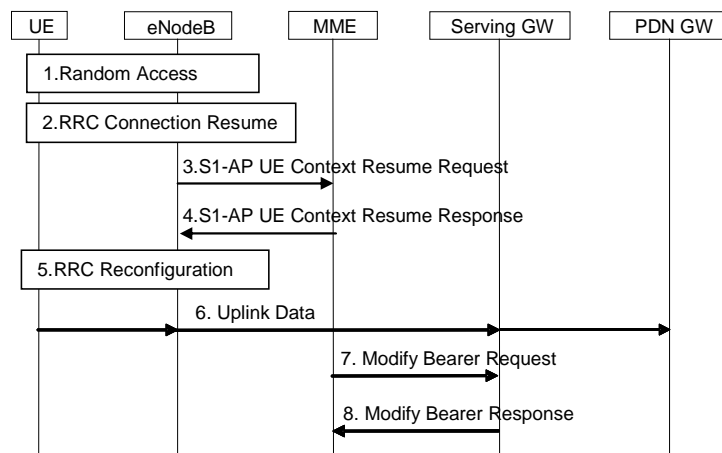 UE
eNodeB
MME
Serving GW
PDN GW
1.Random Access
2.RRC Connection Resume
3.S1-AP UE Context Resume Request
4.S1-AP UE Context Resume Response
5.RRC Reconfiguration
6. Uplink Data
7. Modify Bearer Request
8. Modify Bearer Response